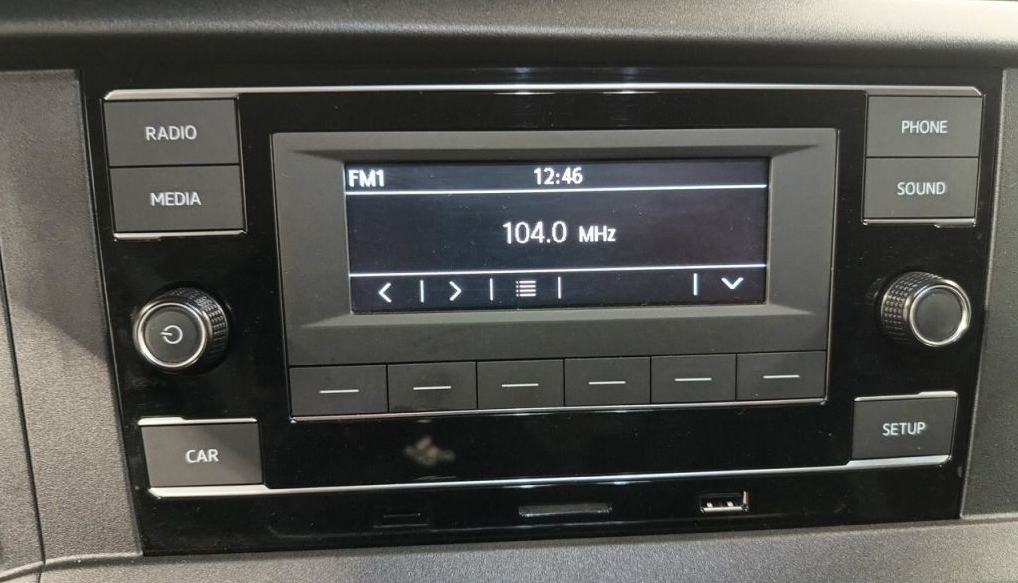 RADIO
MEDIA
FM1 12:46
104.0 MHz
PHONE
SOUND
CAR
SETUP